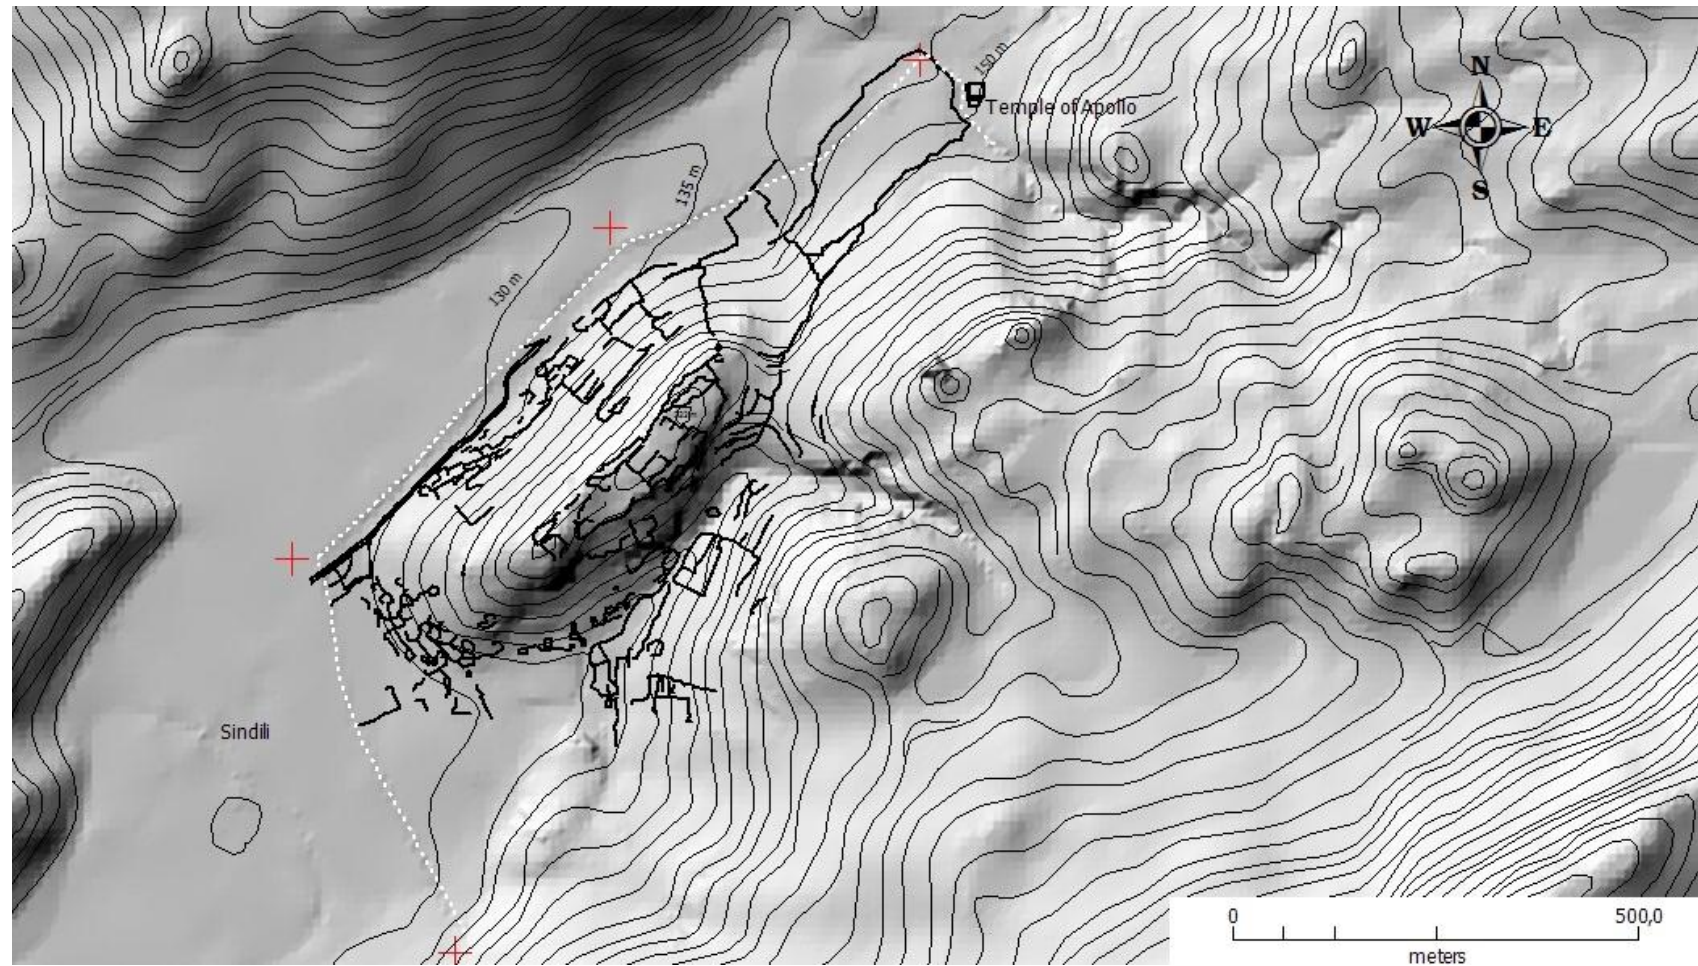 150 m
N
Temple of Apollo
W
E
S
135 m
130 m
Sindili
0
500,0
meters